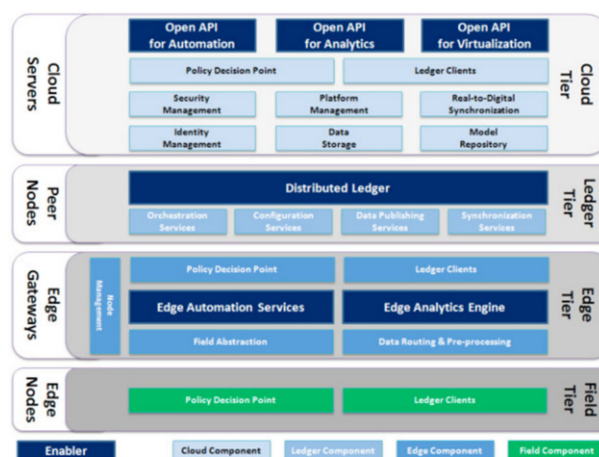 Open API
for Automation
Open API
for Analytics
Open API
for Virtualization
Policy Decision Point
Ledger Clients
Security
Management
Platform
Management
Real-to-Digital
Synchronization
Identity
Management
Data
Storage
Model
Repository
Cloud
Servers
Cloud
Tier
Distributed Ledger
Orchestration
Services
Configuration
Services
Data Publishing
Services
Synchronization
Services
Peer
Nodes
Ledger
Tier
Node
Management
Policy Decision Point
Ledger Clients
Edge Automation Services
Edge Analytics Engine
Field Abstraction
Data Routing & Pre-processing
Edge
Gateways
Edge
Tier
Policy Decision Point
Ledger Clients
Edge
Nodes
Field
Tier
Enabler
Cloud Component
Ledger Component
Edge Component
Field Component